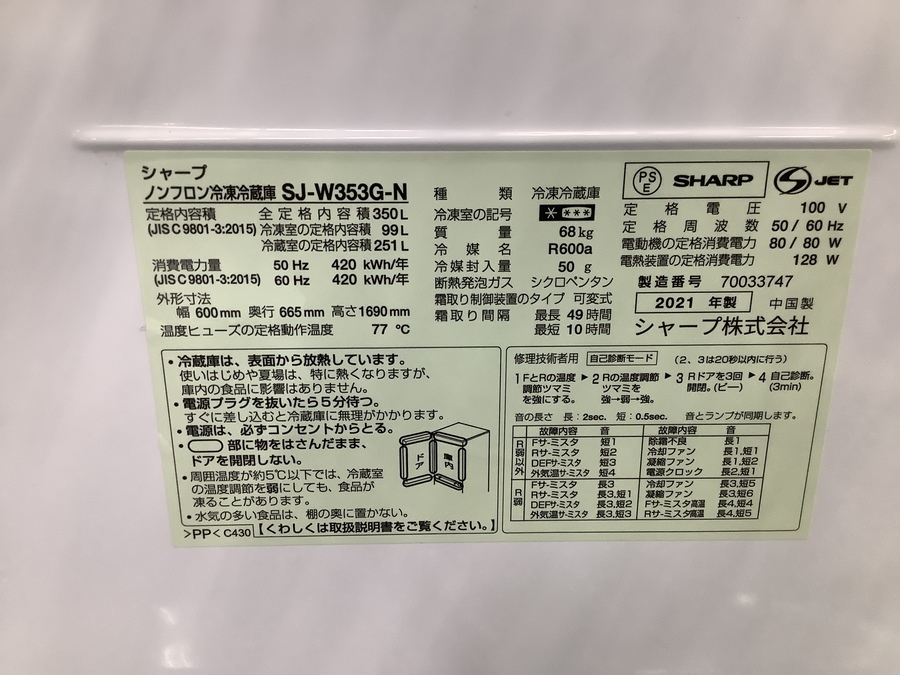 シャープ
ノンフロン冷凍冷蔵庫 SJ-W353G-N
定格内容積 全定格内容積 350L
(JIS C 9801-3:2015) 冷凍室の定格内容積 99L
冷蔵室の定格内容積 251L
消費電力量 50 Hz 420 kWh/年
(JIS C 9801-3:2015) 60 Hz 420 kWh/年
外形寸法
幅 600mm 奥行 665mm 高さ1690mm
温度ヒューズの定格動作温度 77 ℃
種類 冷凍冷蔵庫
冷凍室の記号 * ***
質量 68kg
冷媒名 R600a
冷媒封入量 50 g
断熱発泡ガス シクロペンタン
霜取り制御装置のタイプ 可変式
霜取り間隔 最長 49時間
最短 10時間
PSE SHARP S JET
定格電圧 100 V
定格周波数 50/60 Hz
電動機の定格消費電力 80/80 W
電熱装置の定格消費電力 128 W
製造番号 70033747
2021 年製 中国製
シャープ株式会社
・冷蔵庫は、表面から放熱しています。
使いはじめや夏場は、特に熱くなりますが、
庫内の食品に影響はありません。
・電源プラグを抜いたら5分待つ。
すぐに差し込むと冷蔵庫に無理がかかります。
・電源は、必ずコンセントからとる。
・ 部に物をはさんだまま、
ドアを開閉しない。
・周囲温度が約5℃以下では、冷蔵室
の温度調節を弱にしても、食品が
凍ることがあります。
・水気の多い食品は、棚の奥に置かない。
ドア 庫内
>PP< C430 【くわしくは取扱説明書をご覧ください。】
修理技術者用 自己診断モード (2、3は20秒以内に行う)
1 FとRの温度調節ツマミを強にする。 ▶ 2 Rの温度調節ツマミを強→弱→強。 ▶ 3 Rドアを3回開閉。(ピー) ▶ 4 自己診断。(3min)
音の長さ 長:2sec. 短:0.5sec. 音とランプが同期します。
故障内容 音 故障内容 音
R弱以外 Fサーミスタ 短1 除霜不良 長1
Rサーミスタ 短2 冷却ファン 長1、短1
DEFサーミスタ 短3 凝縮ファン 長1、短2
外気温サーミスタ 短4 電源クロック 長2、短1
R弱 Fサーミスタ 長3 冷却ファン 長3、短5
Rサーミスタ 長3、短1 凝縮ファン 長3、短6
DEFサーミスタ 長3、短2 Fサーミスタ高温 長4、短4
外気温サーミスタ 長3、短3 Rサーミスタ高温 長4、短5